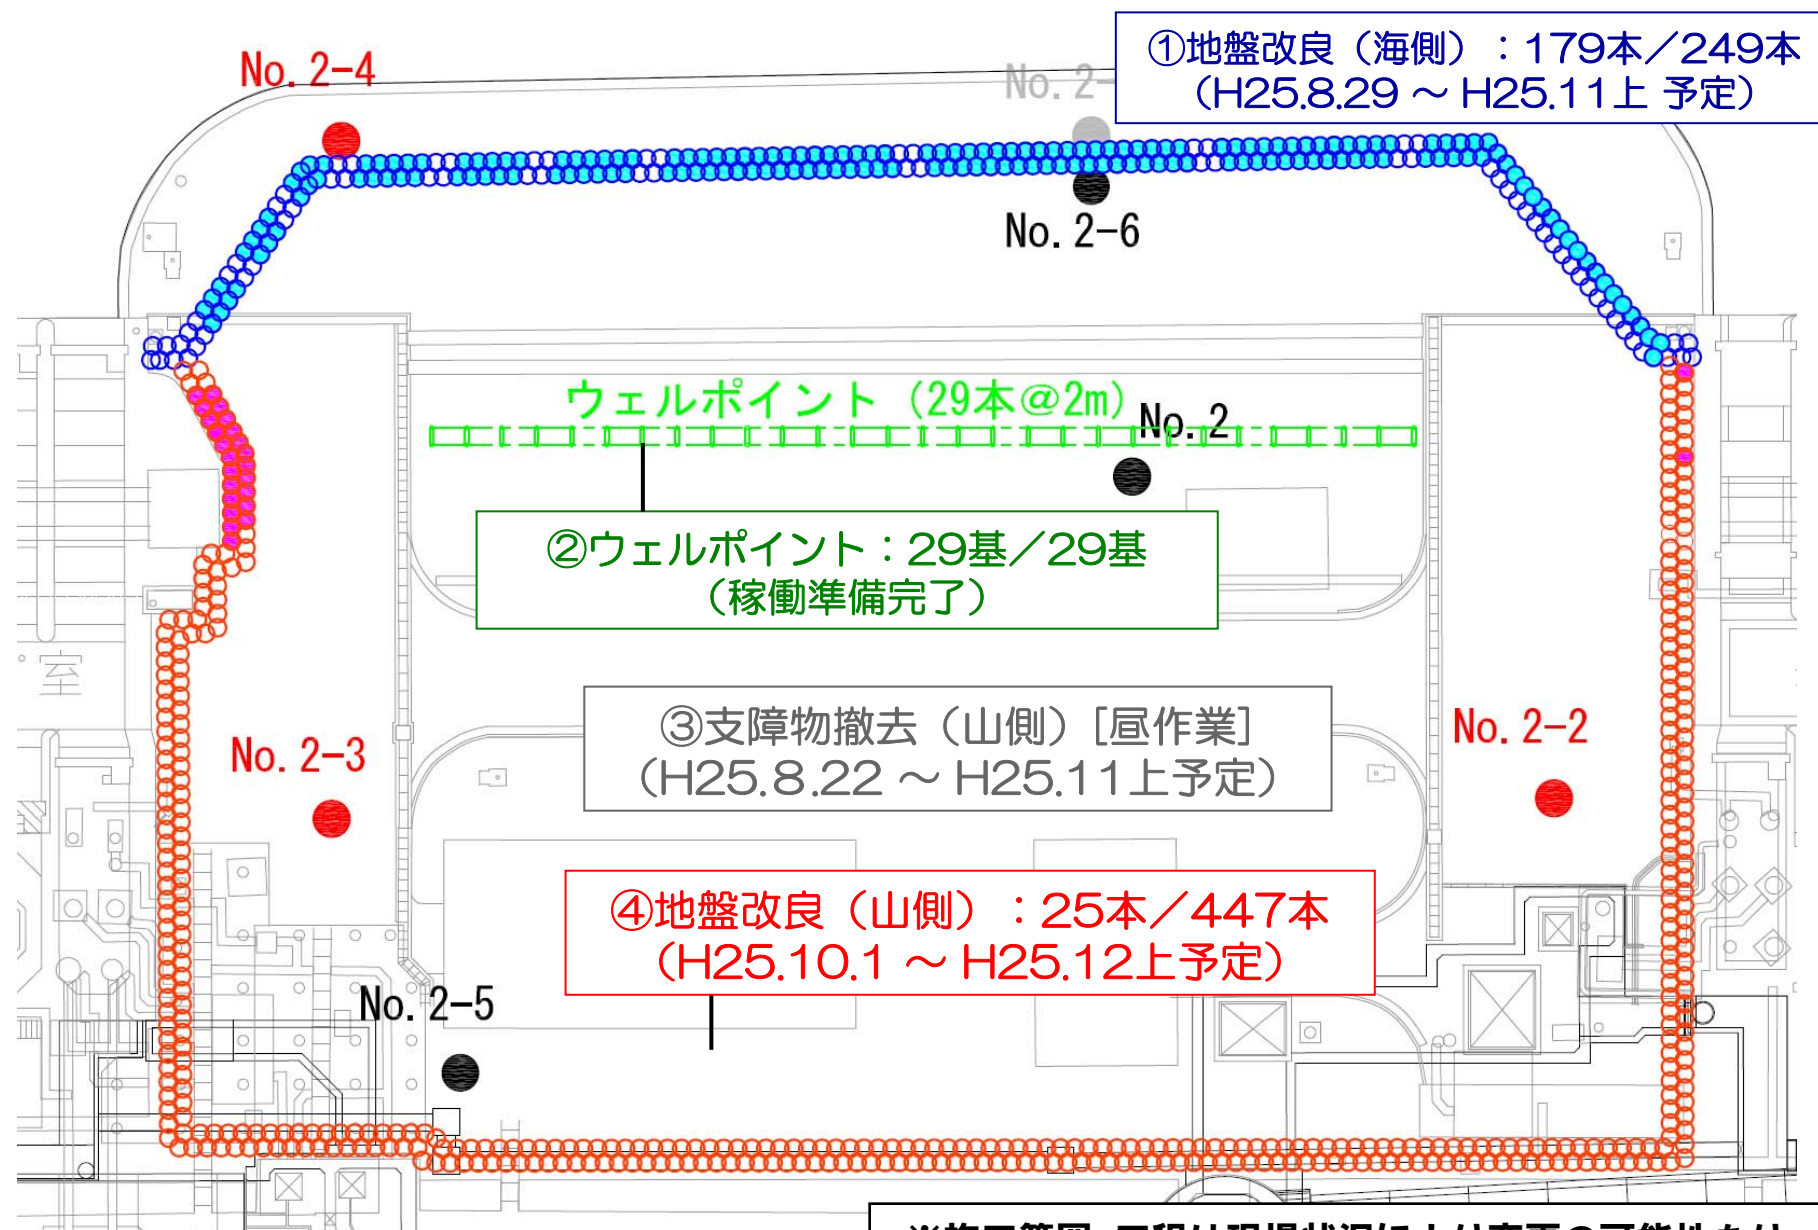 ①地盤改良（海側）：179本／249本
（H25.8.29 ～ H25.11上 予定）
No. 2-4
No. 2-
No. 2-6
ウェルポイント（29本@2m）
No. 2
②ウェルポイント：29基／29基
（稼働準備完了）
室
③支障物撤去（山側）[昼作業]
（H25.8.22 ～ H25.11上予定）
No. 2-3
No. 2-2
④地盤改良（山側）：25本／447本
（H25.10.1 ～ H25.12上予定）
No. 2-5